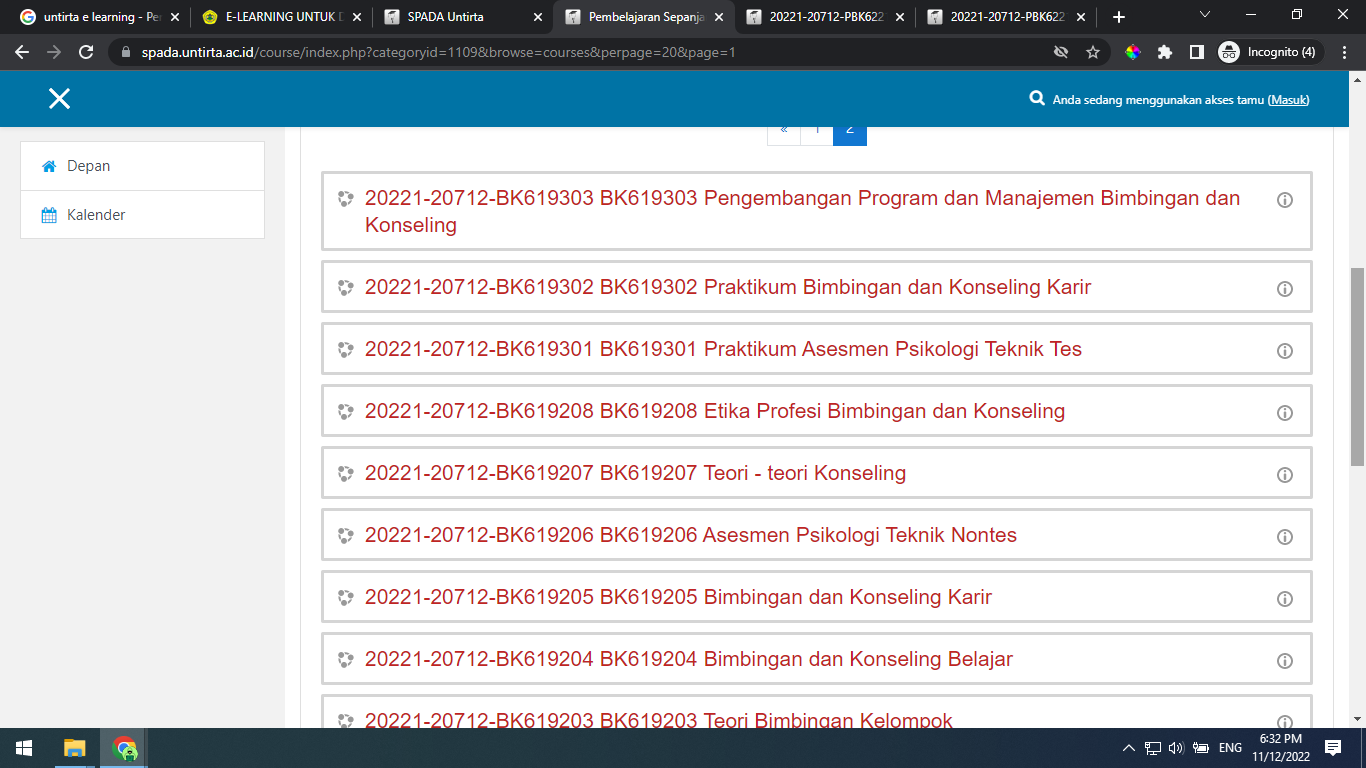 untirta e learning - Pe
E-LEARNING UNTUK D
SPADA Untirta
Pembelajaran Sepanja
20221-20712-PBK622
20221-20712-PBK622
spada.untirta.ac.id/course/index.php?categoryid=1109&browse=courses&perpage=20&page=1
Incognito (4)
Anda sedang menggunakan akses tamu (Masuk)
« 1 2
Depan
Kalender
20221-20712-BK619303 BK619303 Pengembangan Program dan Manajemen Bimbingan dan
Konseling
20221-20712-BK619302 BK619302 Praktikum Bimbingan dan Konseling Karir
20221-20712-BK619301 BK619301 Praktikum Asesmen Psikologi Teknik Tes
20221-20712-BK619208 BK619208 Etika Profesi Bimbingan dan Konseling
20221-20712-BK619207 BK619207 Teori - teori Konseling
20221-20712-BK619206 BK619206 Asesmen Psikologi Teknik Nontes
20221-20712-BK619205 BK619205 Bimbingan dan Konseling Karir
20221-20712-BK619204 BK619204 Bimbingan dan Konseling Belajar
20221-20712-BK619203 BK619203 Teori Bimbingan Kelompok
ENG
6:32 PM
11/12/2022